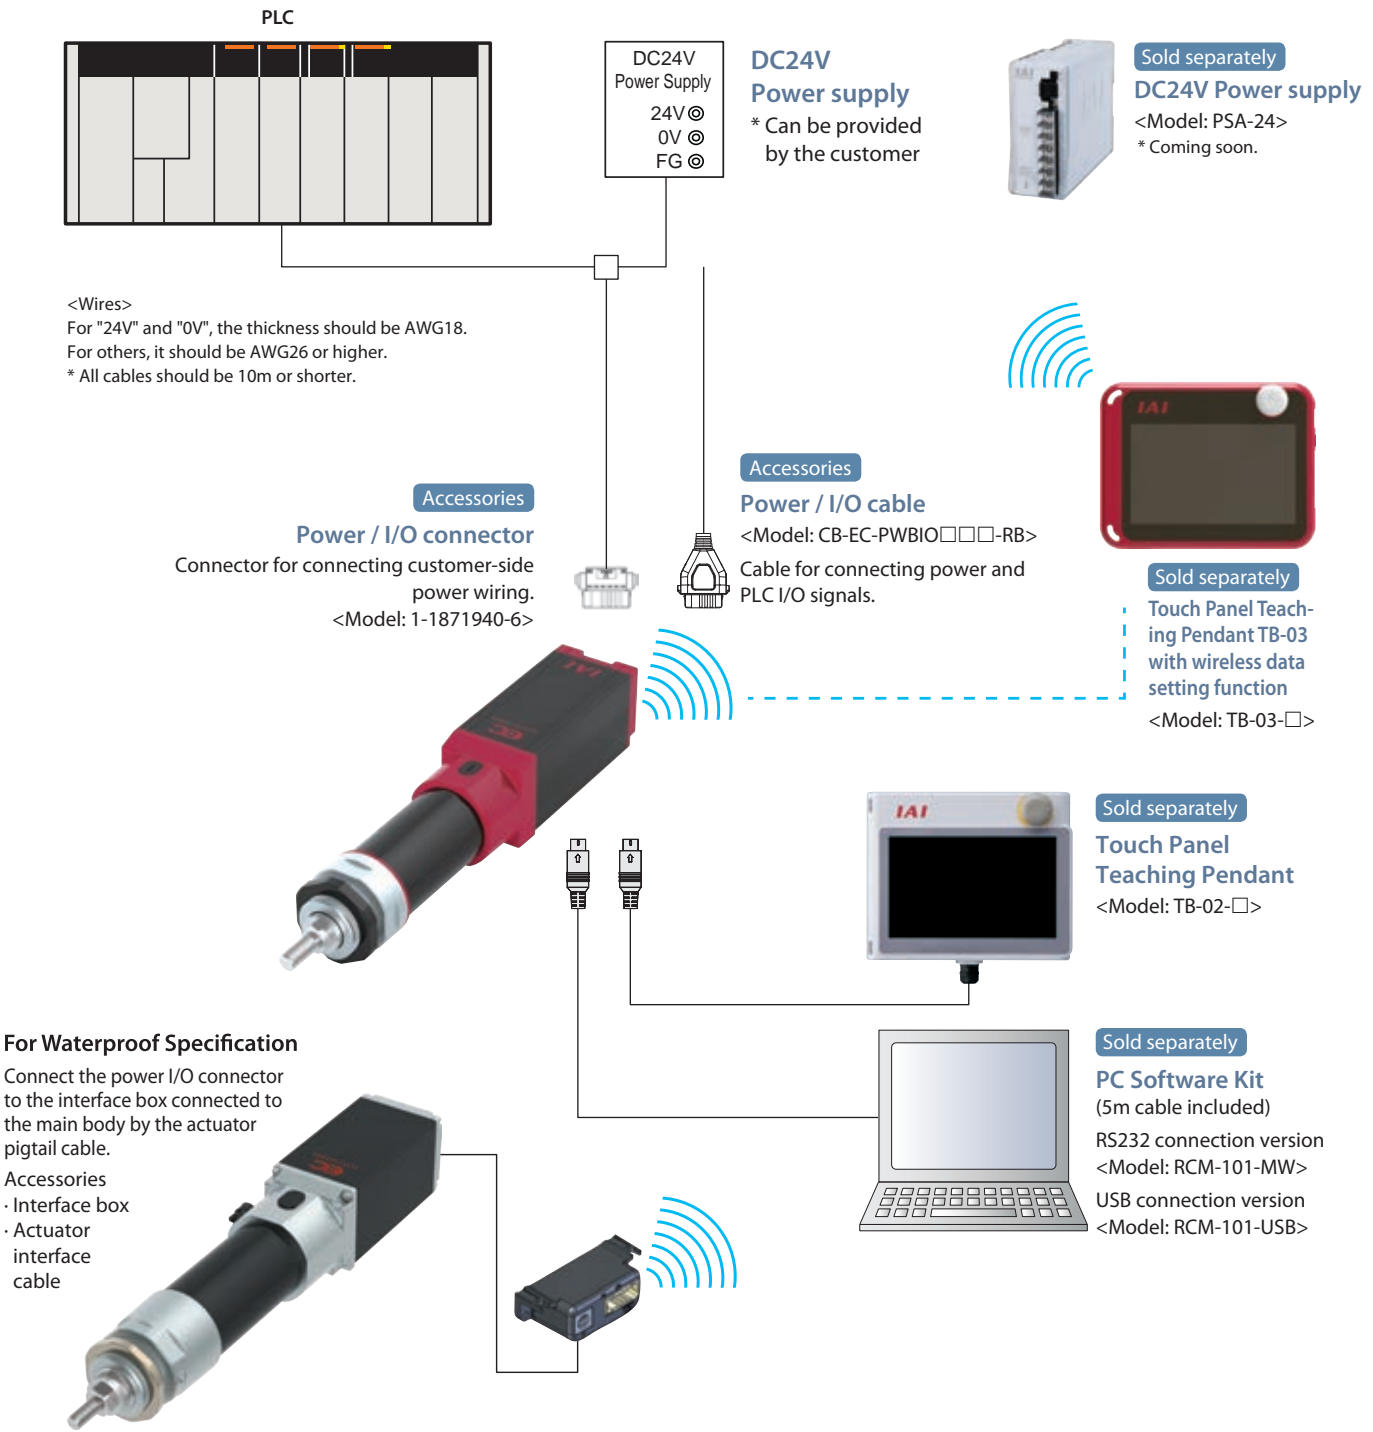 PLC
DC24V
Power Supply
24V
0V
FG
DC24V
Power supply
* Can be provided
by the customer
Sold separately
DC24V Power supply
<Model: PSA-24>
* Coming soon.
<Wires>
For "24V" and "0V", the thickness should be AWG18.
For others, it should be AWG26 or higher.
* All cables should be 10m or shorter.
IAI
Accessories
Power / I/O connector
Connector for connecting customer-side
power wiring.
<Model: 1-1871940-6>
Accessories
Power / I/O cable
<Model: CB-EC-PWBIO□□□-RB>
Cable for connecting power and
PLC I/O signals.
Sold separately
Touch Panel Teach-
ing Pendant TB-03
with wireless data
setting function
<Model: TB-03-□>
IAI
EC
IAI
Sold separately
Touch Panel
Teaching Pendant
<Model: TB-02-□>
Sold separately
PC Software Kit
(5m cable included)
RS232 connection version
<Model: RCM-101-MW>
USB connection version
<Model: RCM-101-USB>
For Waterproof Specification
Connect the power I/O connector
to the interface box connected to
the main body by the actuator
pigtail cable.
Accessories
· Interface box
· Actuator
interface
cable
EC